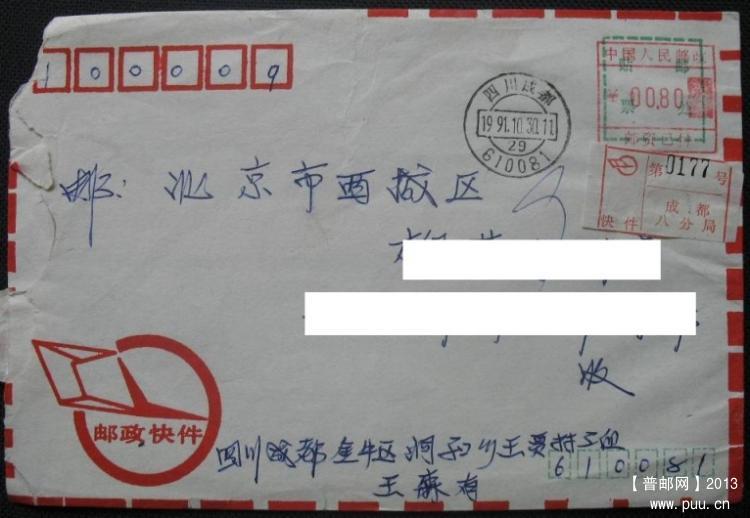 100009
中国人民邮政
¥ 00.80
邮资已付
四川成都
1991.10.30.11
29
610081
第0177号
快件
成都
八分局
邮: 北京市西城区
收
邮政快件
四川成都金牛区
610081
王
【普邮网】2013
www.puu.cn